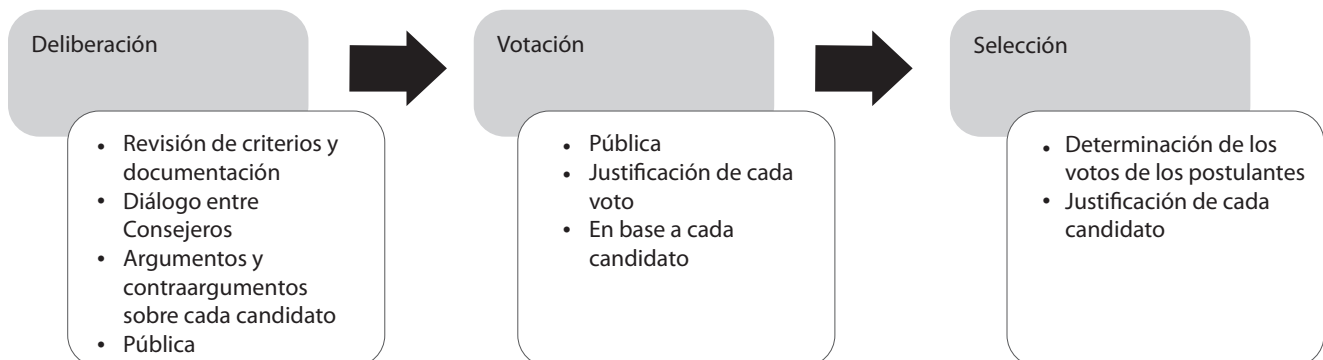 Deliberación
• Revisión de criterios y
documentación
• Diálogo entre
Consejeros
• Argumentos y
contraargumentos
sobre cada candidato
• Pública
Votación
• Pública
• Justificación de cada
voto
• En base a cada
candidato
Selección
• Determinación de los
votos de los postulantes
• Justificación de cada
candidato